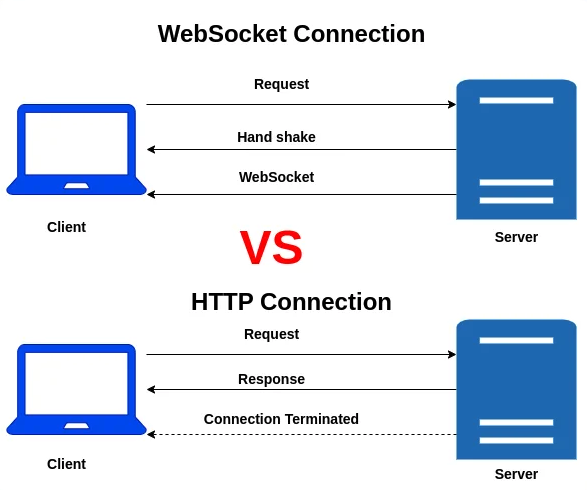 WebSocket Connection
Request
Hand shake
WebSocket
Client
Server
VS
HTTP Connection
Request
Response
Connection Terminated
Client
Server